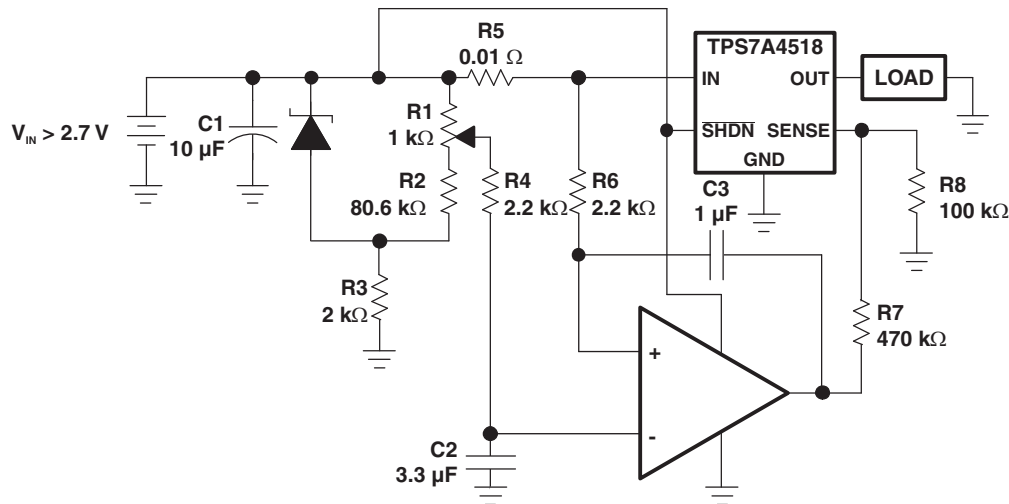 R5
0.01 Ω
TPS7A4518
IN
OUT
LOAD
VIN > 2.7 V
C1
10 µF
R1
1 kΩ
SHDN
SENSE
GND
R2
80.6 kΩ
R4
2.2 kΩ
R6
2.2 kΩ
C3
1 µF
R8
100 kΩ
R3
2 kΩ
R7
470 kΩ
+
-
C2
3.3 µF